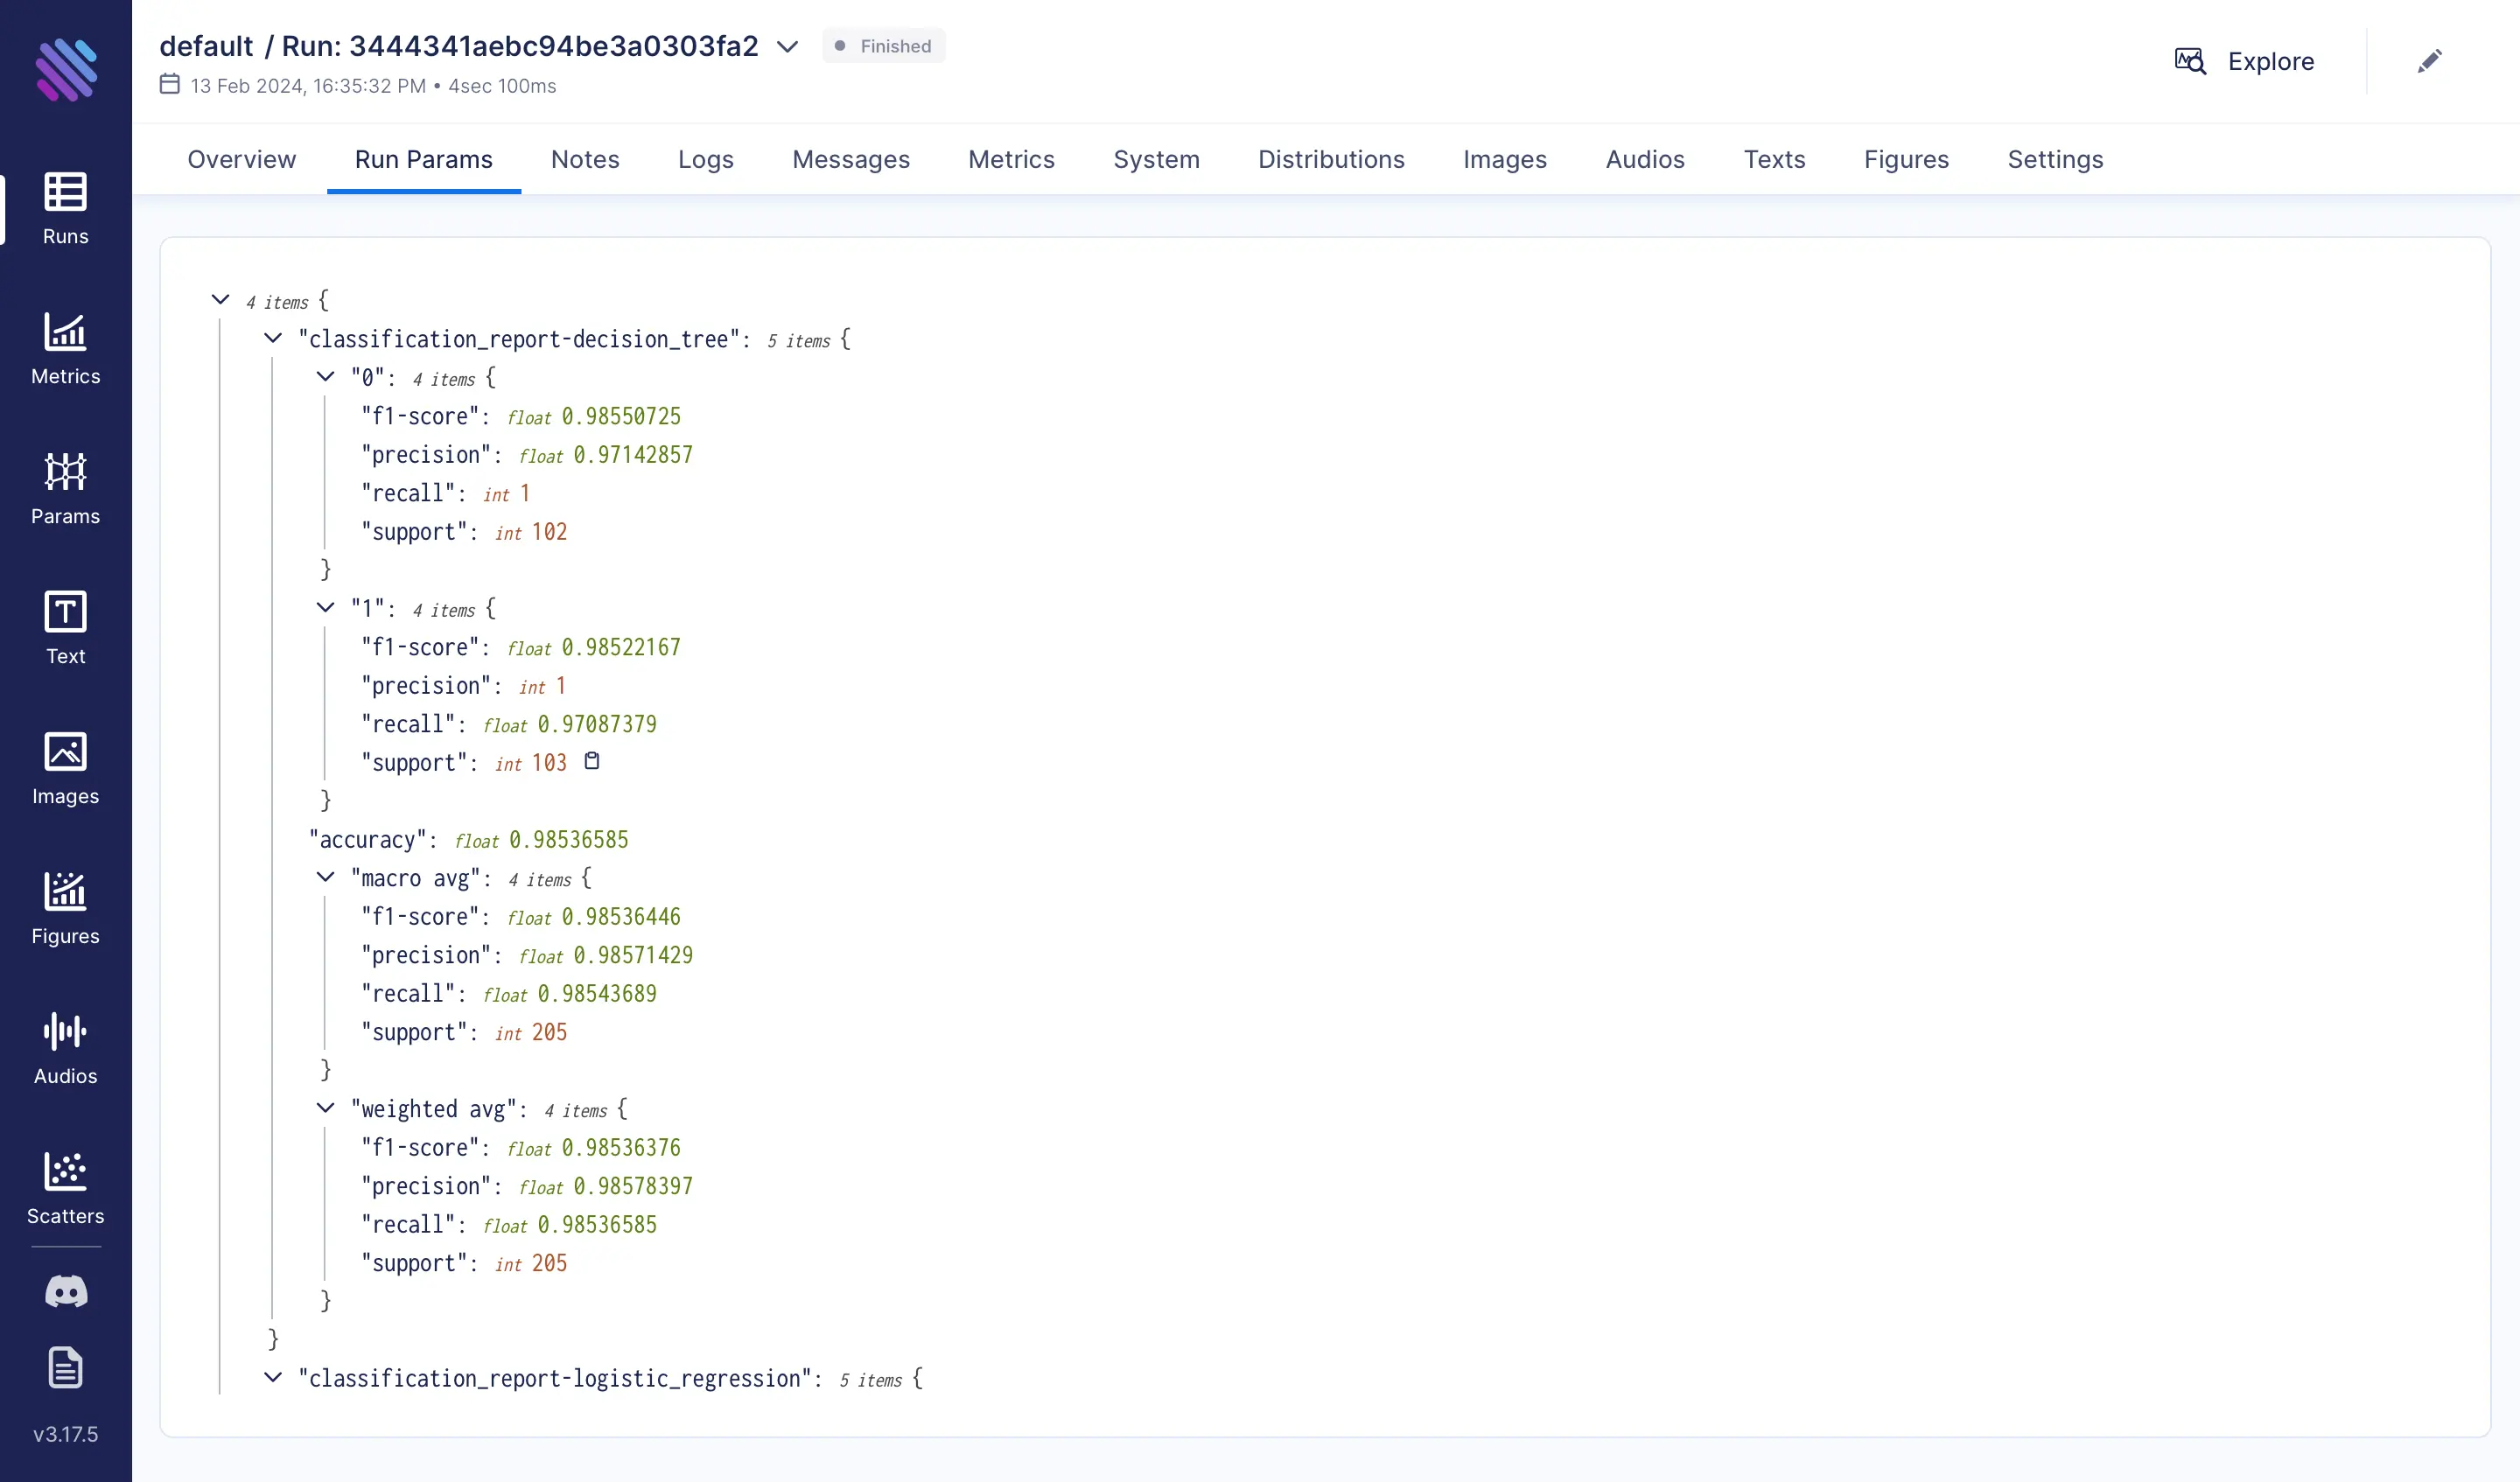 default / Run: 3444341aebc94be3a0303fa2 Finished
13 Feb 2024, 16:35:32 PM • 4sec 100ms
Explore
Overview Run Params Notes Logs Messages Metrics System Distributions Images Audios Texts Figures Settings
Runs
Metrics
Params
Text
Images
Figures
Audios
Scatters
v3.17.5
4 items {
"classification_report-decision_tree": 5 items {
"0": 4 items {
"f1-score": float 0.98550725
"precision": float 0.97142857
"recall": int 1
"support": int 102
}
"1": 4 items {
"f1-score": float 0.98522167
"precision": int 1
"recall": float 0.97087379
"support": int 103
}
"accuracy": float 0.98536585
"macro avg": 4 items {
"f1-score": float 0.98536446
"precision": float 0.98571429
"recall": float 0.98543689
"support": int 205
}
"weighted avg": 4 items {
"f1-score": float 0.98536376
"precision": float 0.98578397
"recall": float 0.98536585
"support": int 205
}
}
"classification_report-logistic_regression": 5 items {